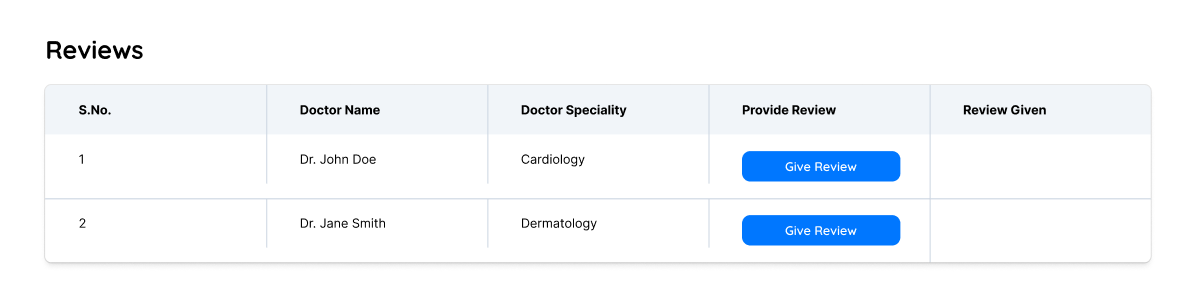 Reviews
S.No. Doctor Name Doctor Speciality Provide Review Review Given
1 Dr. John Doe Cardiology Give Review
2 Dr. Jane Smith Dermatology Give Review